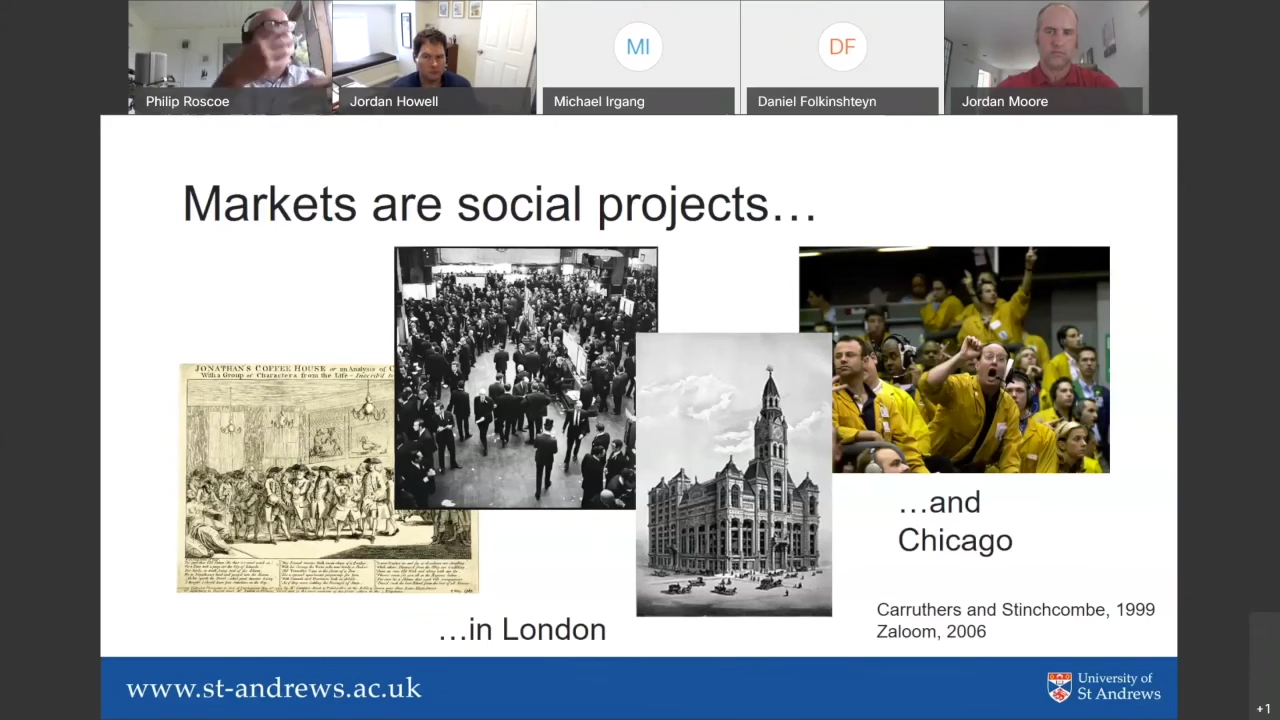 MI
DF
Philip Roscoe
Jordan Howell
Michael Irgang
Daniel Folkinshteyn
Jordan Moore
Markets are social projects…
JONATHAN'S COFFEE HOUSE or an Analysis of C
With a Group of Characters from the Life
…in London
…and
Chicago
Carruthers and Stinchcombe, 1999
Zaloom, 2006
www.st-andrews.ac.uk
University of
St Andrews
+1